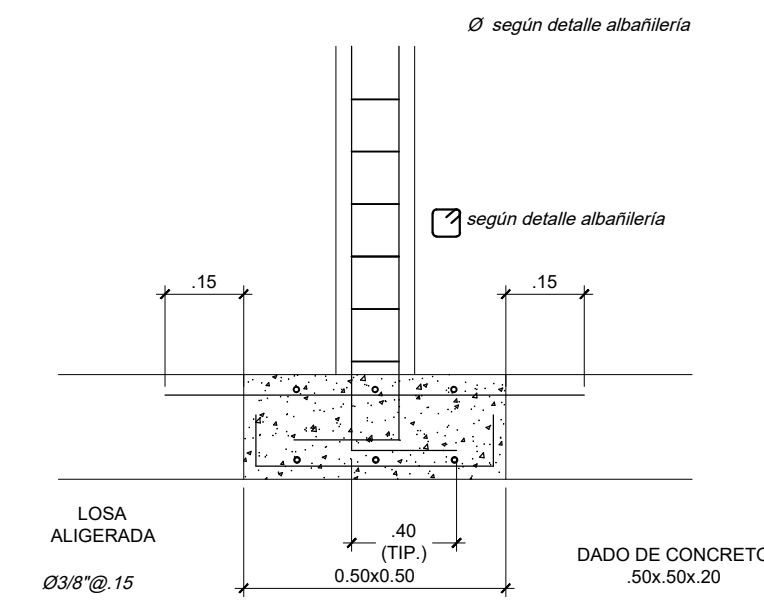 Ø según detalle albañilería
según detalle albañilería
.15
.15
LOSA
ALIGERADA
.40
(TIP.)
0.50x0.50
DADO DE CONCRETO
.50x.50x.20
Ø3/8"@.15